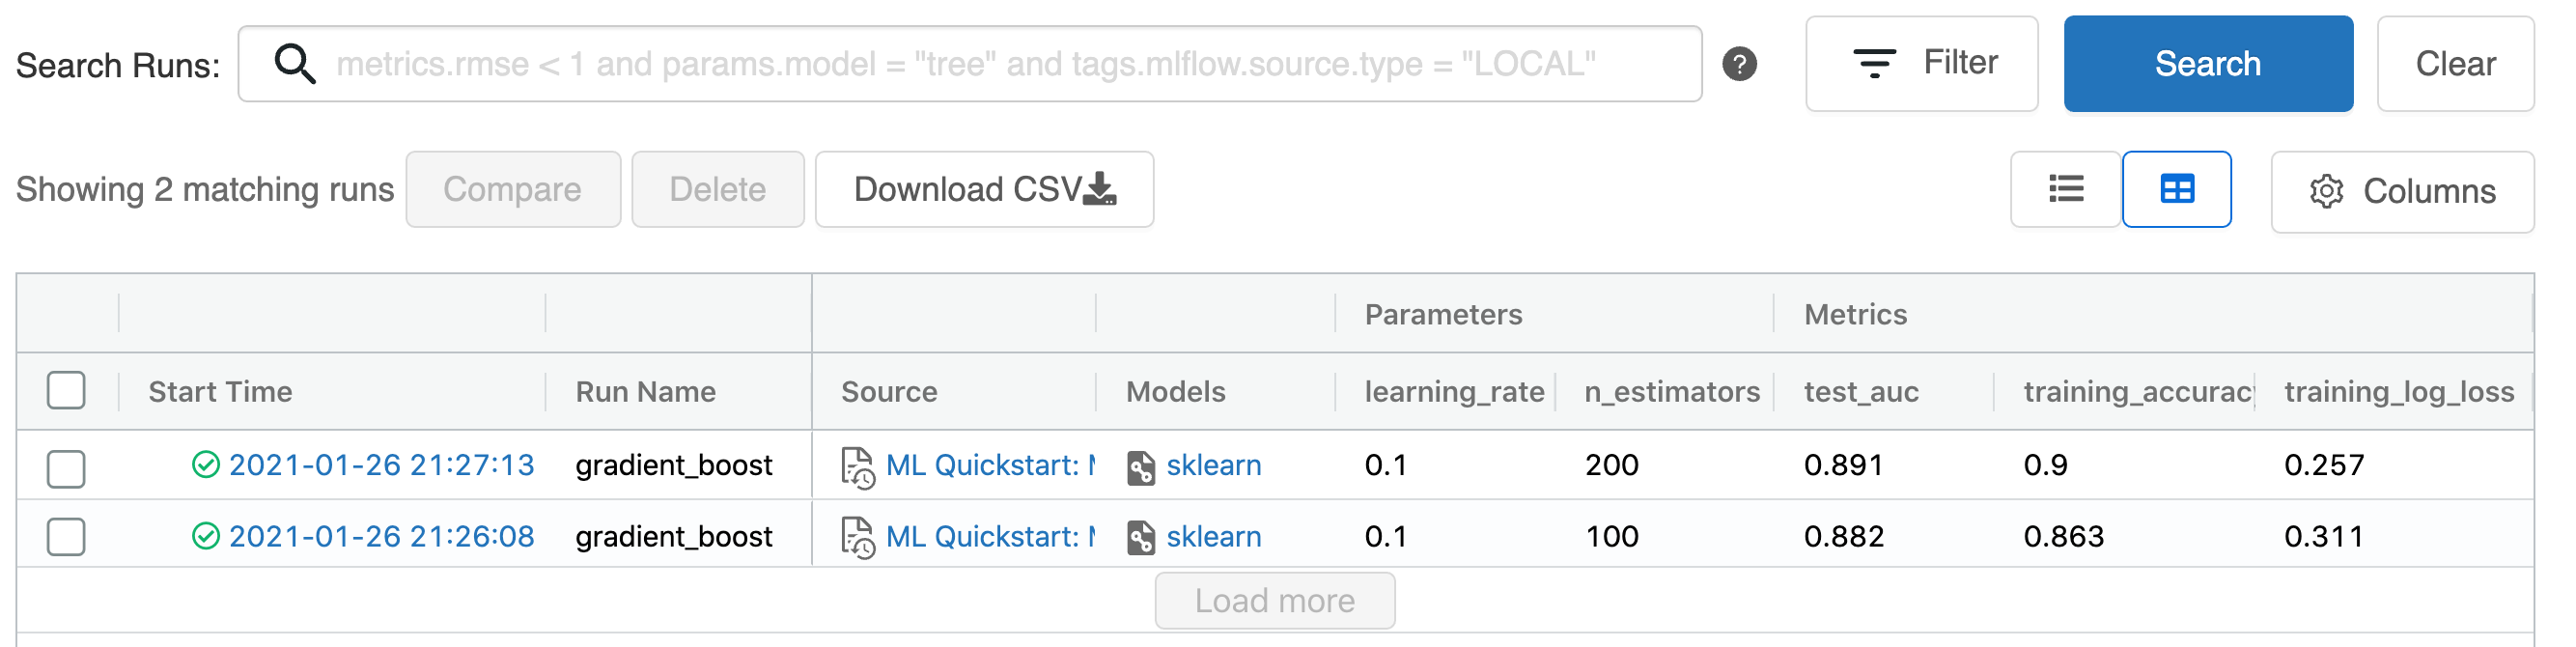 Search Runs: metrics.rmse < 1 and params.model = "tree" and tags.mlflow.source.type = "LOCAL" ? Filter Search Clear
Showing 2 matching runs Compare Delete Download CSV Columns
Parameters Metrics
Start Time Run Name Source Models learning_rate n_estimators test_auc training_accurac training_log_loss
2021-01-26 21:27:13 gradient_boost ML Quickstart: sklearn 0.1 200 0.891 0.9 0.257
2021-01-26 21:26:08 gradient_boost ML Quickstart: sklearn 0.1 100 0.882 0.863 0.311
Load more